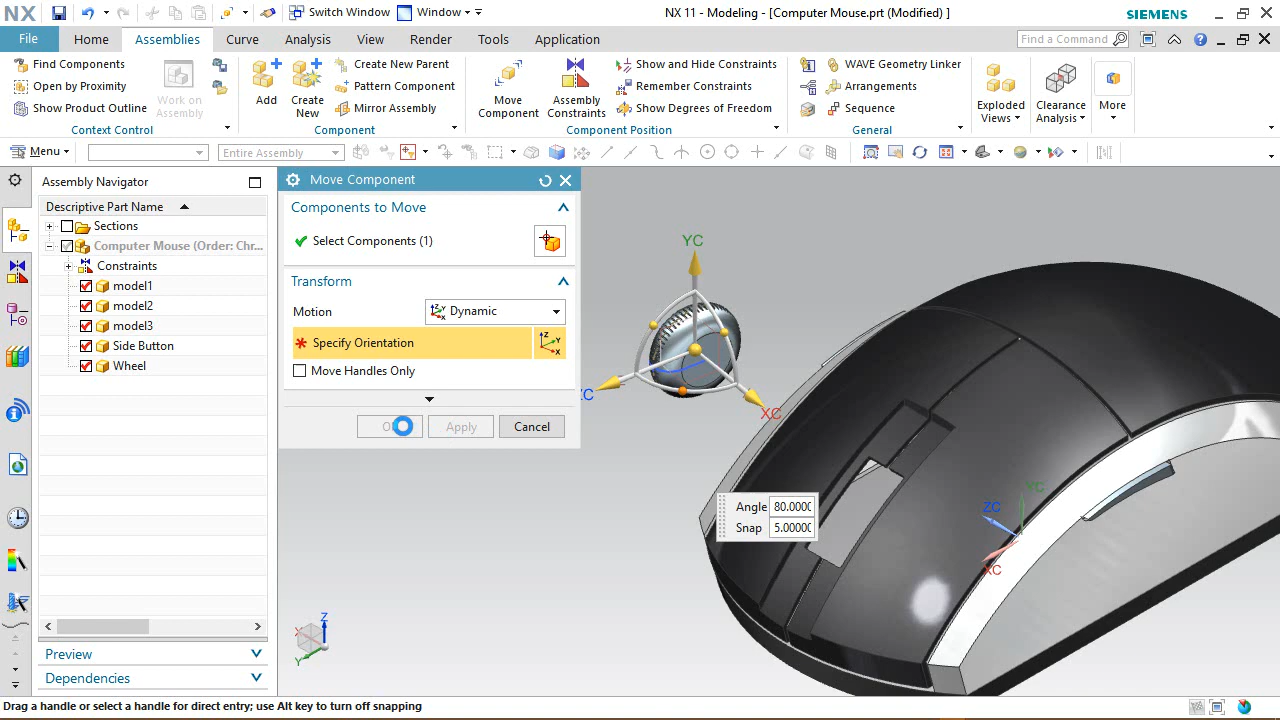 NX
Switch Window
Window
NX 11 - Modeling - [Computer Mouse.prt (Modified) ]
SIEMENS
File
Home
Assemblies
Curve
Analysis
View
Render
Tools
Application
Find a Command
Find Components
Open by Proximity
Show Product Outline
Work on
Assembly
Context Control
Add
Create
New
Create New Parent
Pattern Component
Mirror Assembly
Component
Move
Component
Assembly
Constraints
Show and Hide Constraints
Remember Constraints
Show Degrees of Freedom
Component Position
WAVE Geometry Linker
Arrangements
Sequence
General
Exploded
Views
Clearance
Analysis
More
Menu
Entire Assembly
Assembly Navigator
Descriptive Part Name
Sections
Computer Mouse (Order: Chr...
Constraints
model1
model2
model3
Side Button
Wheel
Preview
Dependencies
Move Component
Components to Move
Select Components (1)
Transform
Motion
Dynamic
Specify Orientation
Move Handles Only
Apply
Cancel
YC
ZC
XC
Angle 80.0000
Snap 5.00000
YC
ZC
XC
Z
X
Y
Drag a handle or select a handle for direct entry; use Alt key to turn off snapping